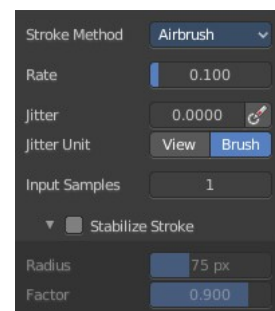 Stroke Method Airbrush
Rate 0.100
Jitter 0.0000
Jitter Unit View Brush
Input Samples 1
Stabilize Stroke
Radius 75 px
Factor 0.900